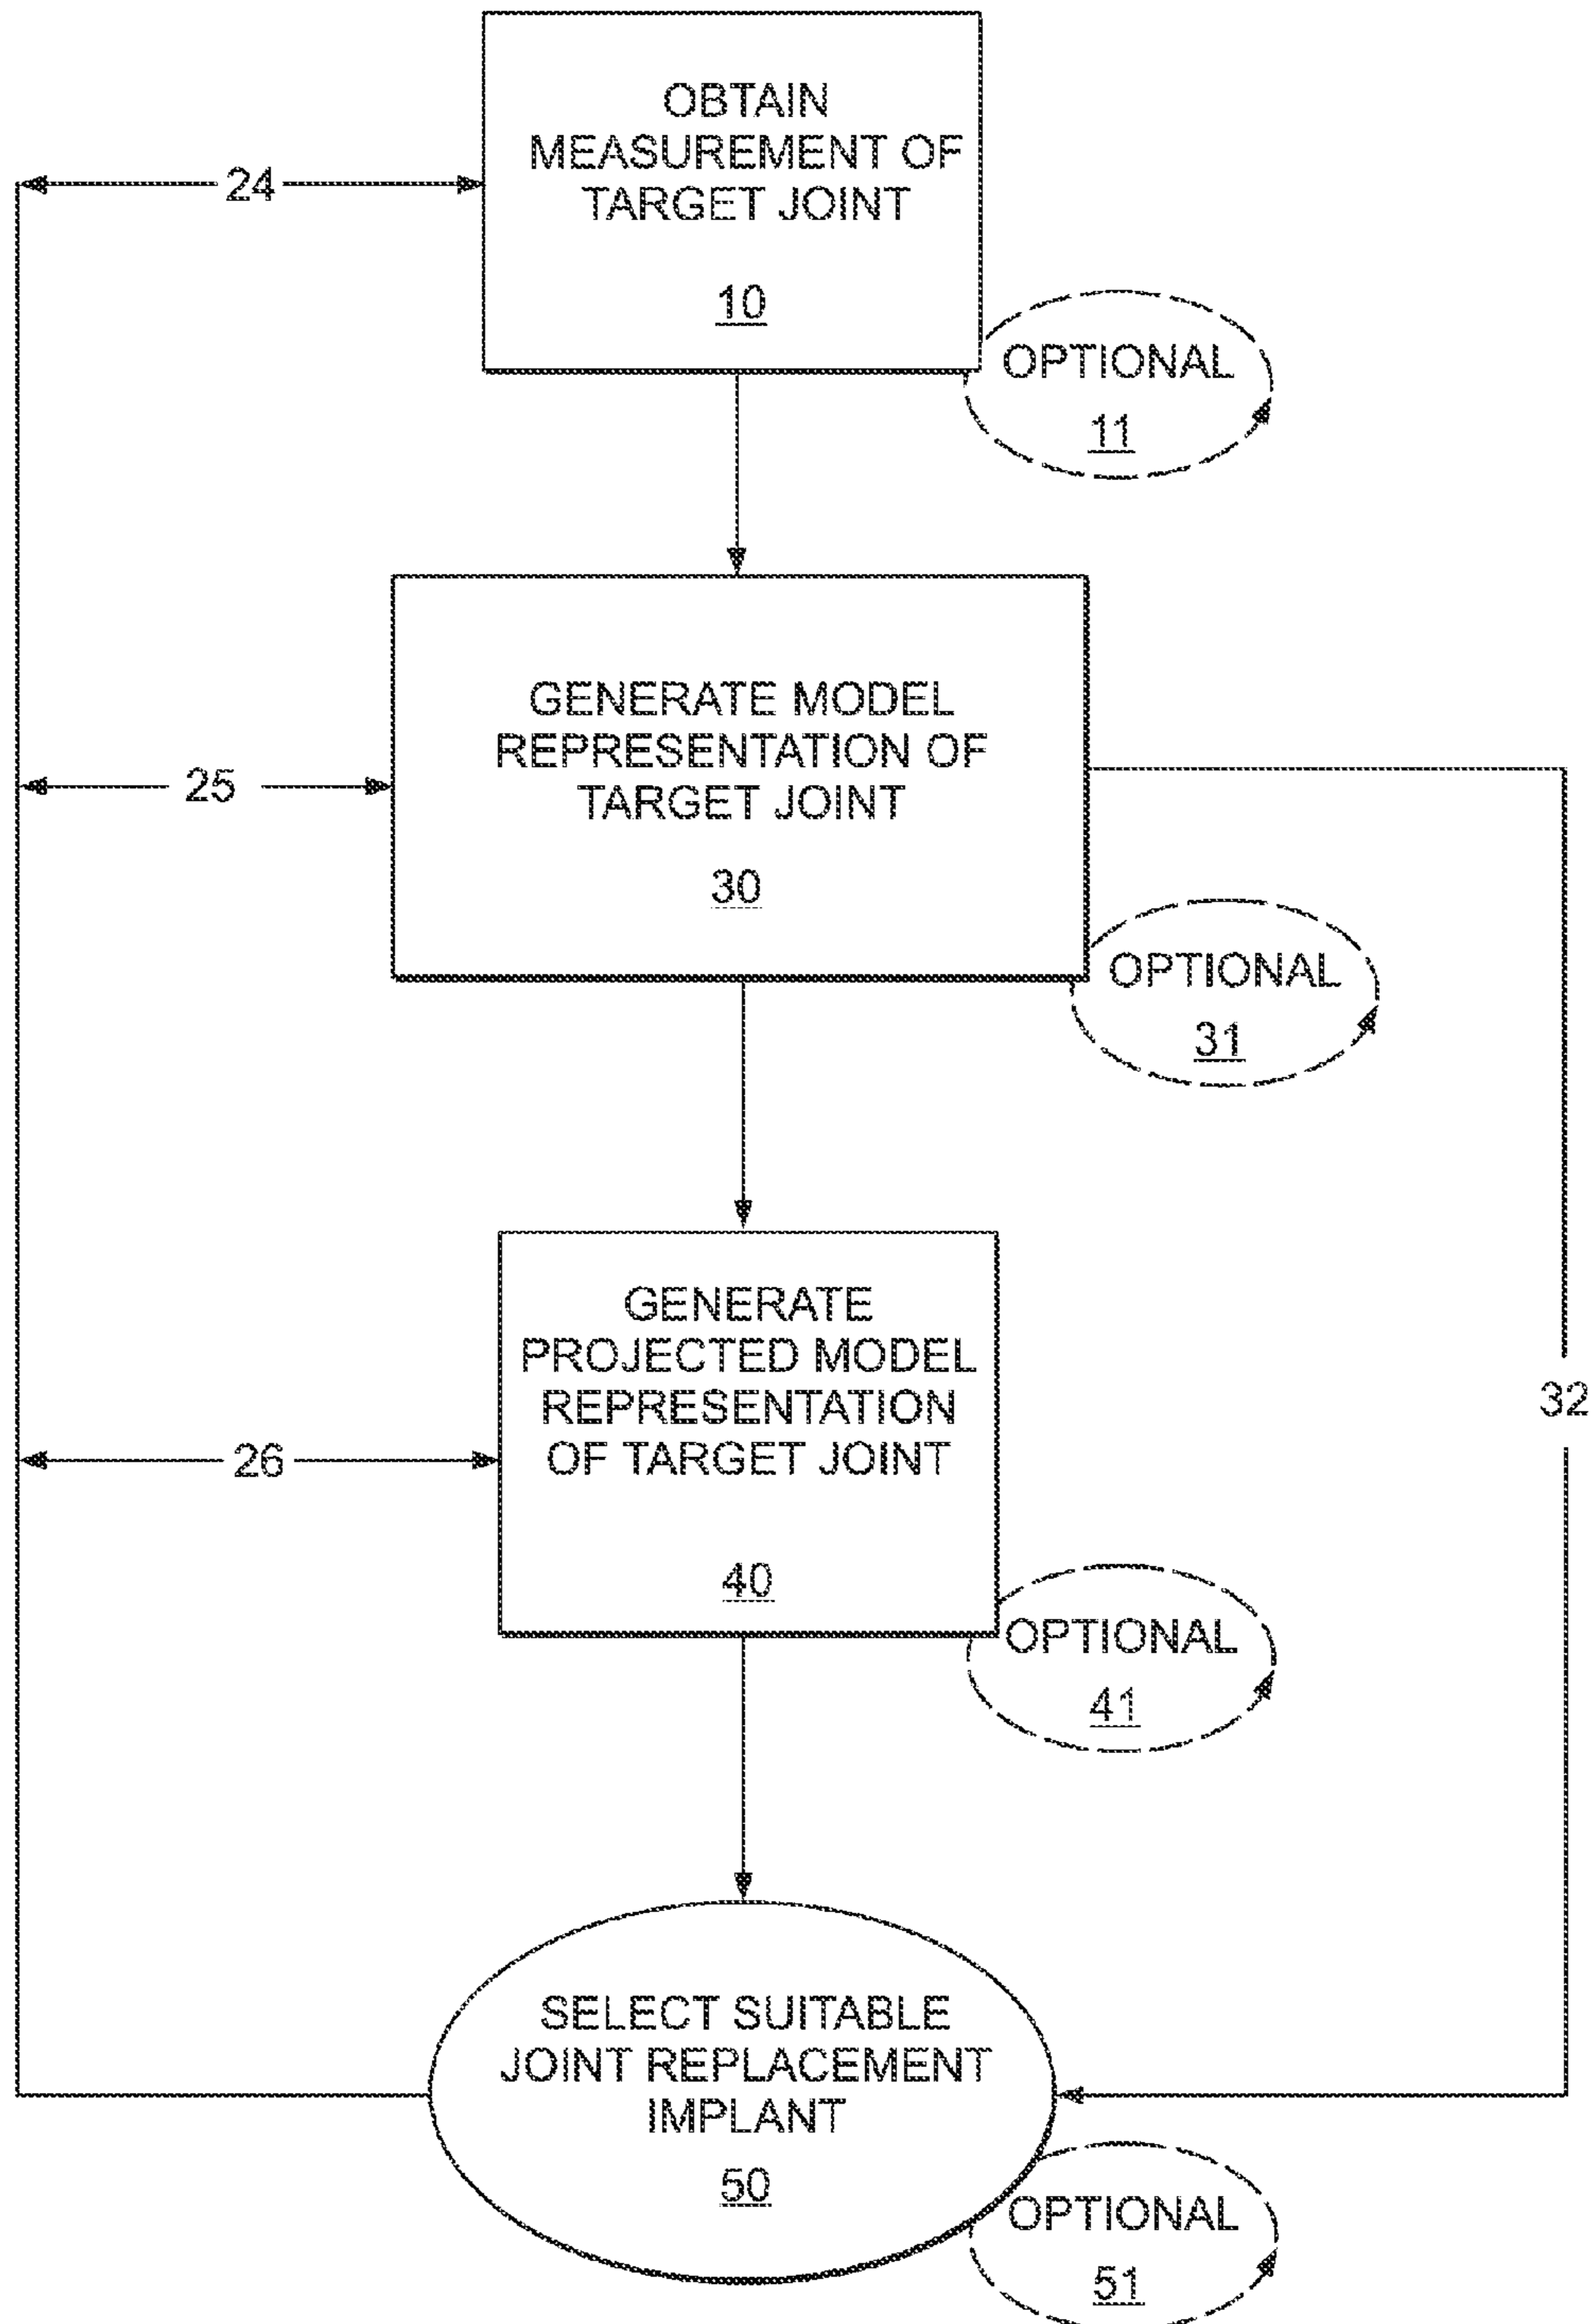 OBTAIN
MEASUREMENT OF
TARGET JOINT
10
24
OPTIONAL
11
GENERATE MODEL
REPRESENTATION OF
TARGET JOINT
30
25
OPTIONAL
31
GENERATE
PROJECTED MODEL
REPRESENTATION
OF TARGET JOINT
40
32
26
OPTIONAL
41
SELECT SUITABLE
JOINT REPLACEMENT
IMPLANT
50
OPTIONAL
51